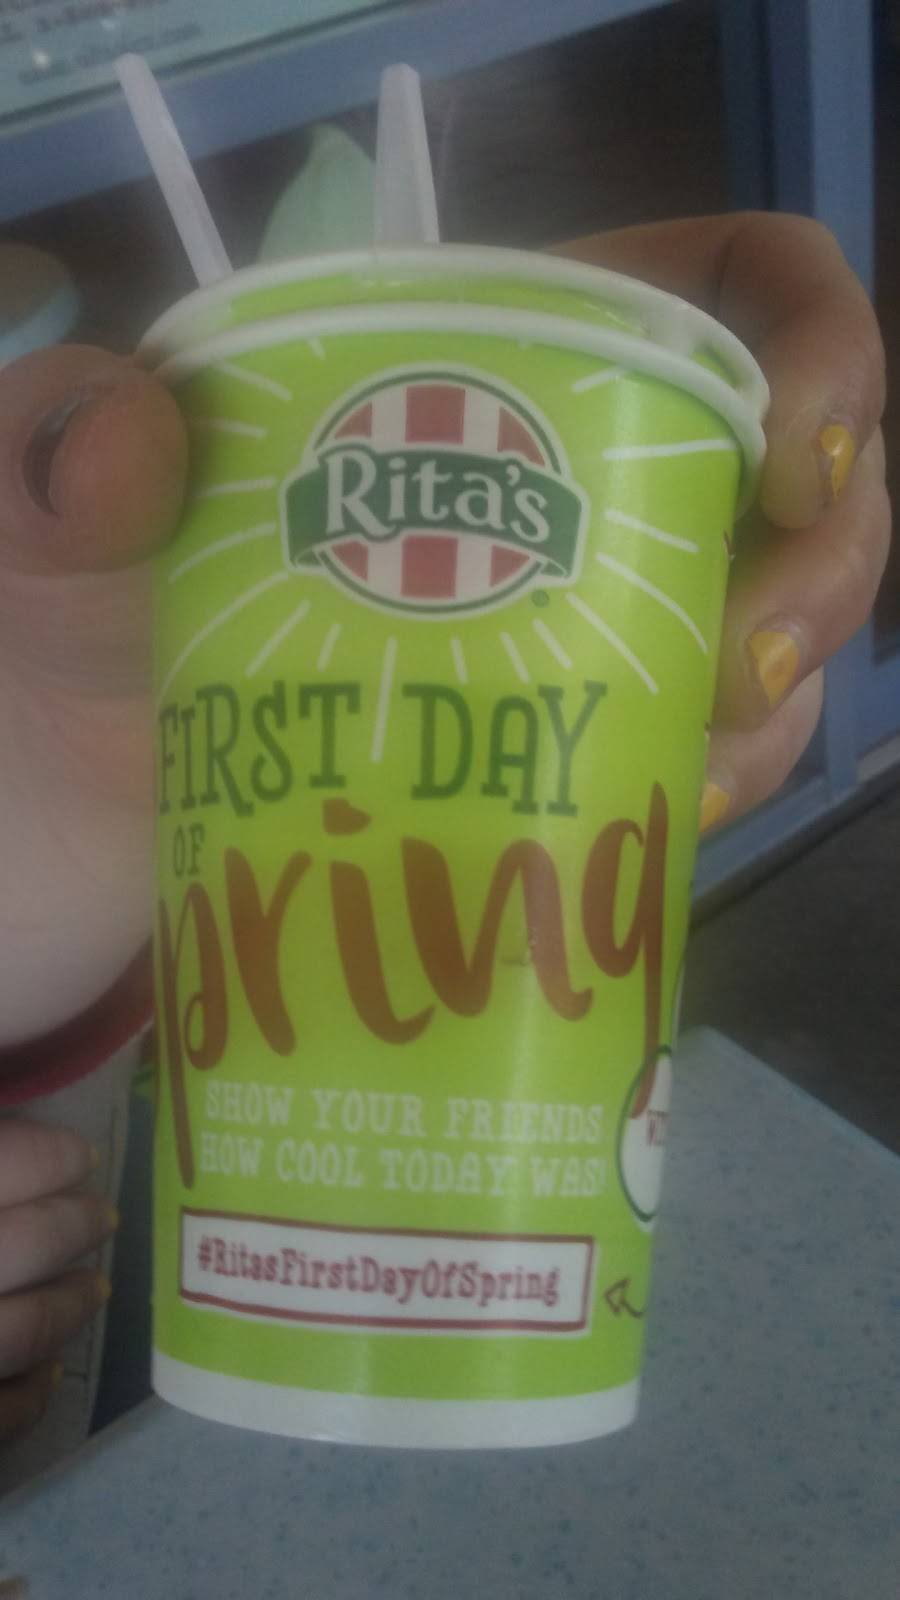 Rita's
FIRST DAY
OF
pring
SHOW YOUR FRIENDS
HOW COOL TODAY WAS!
#RitasFirstDayOfSpring